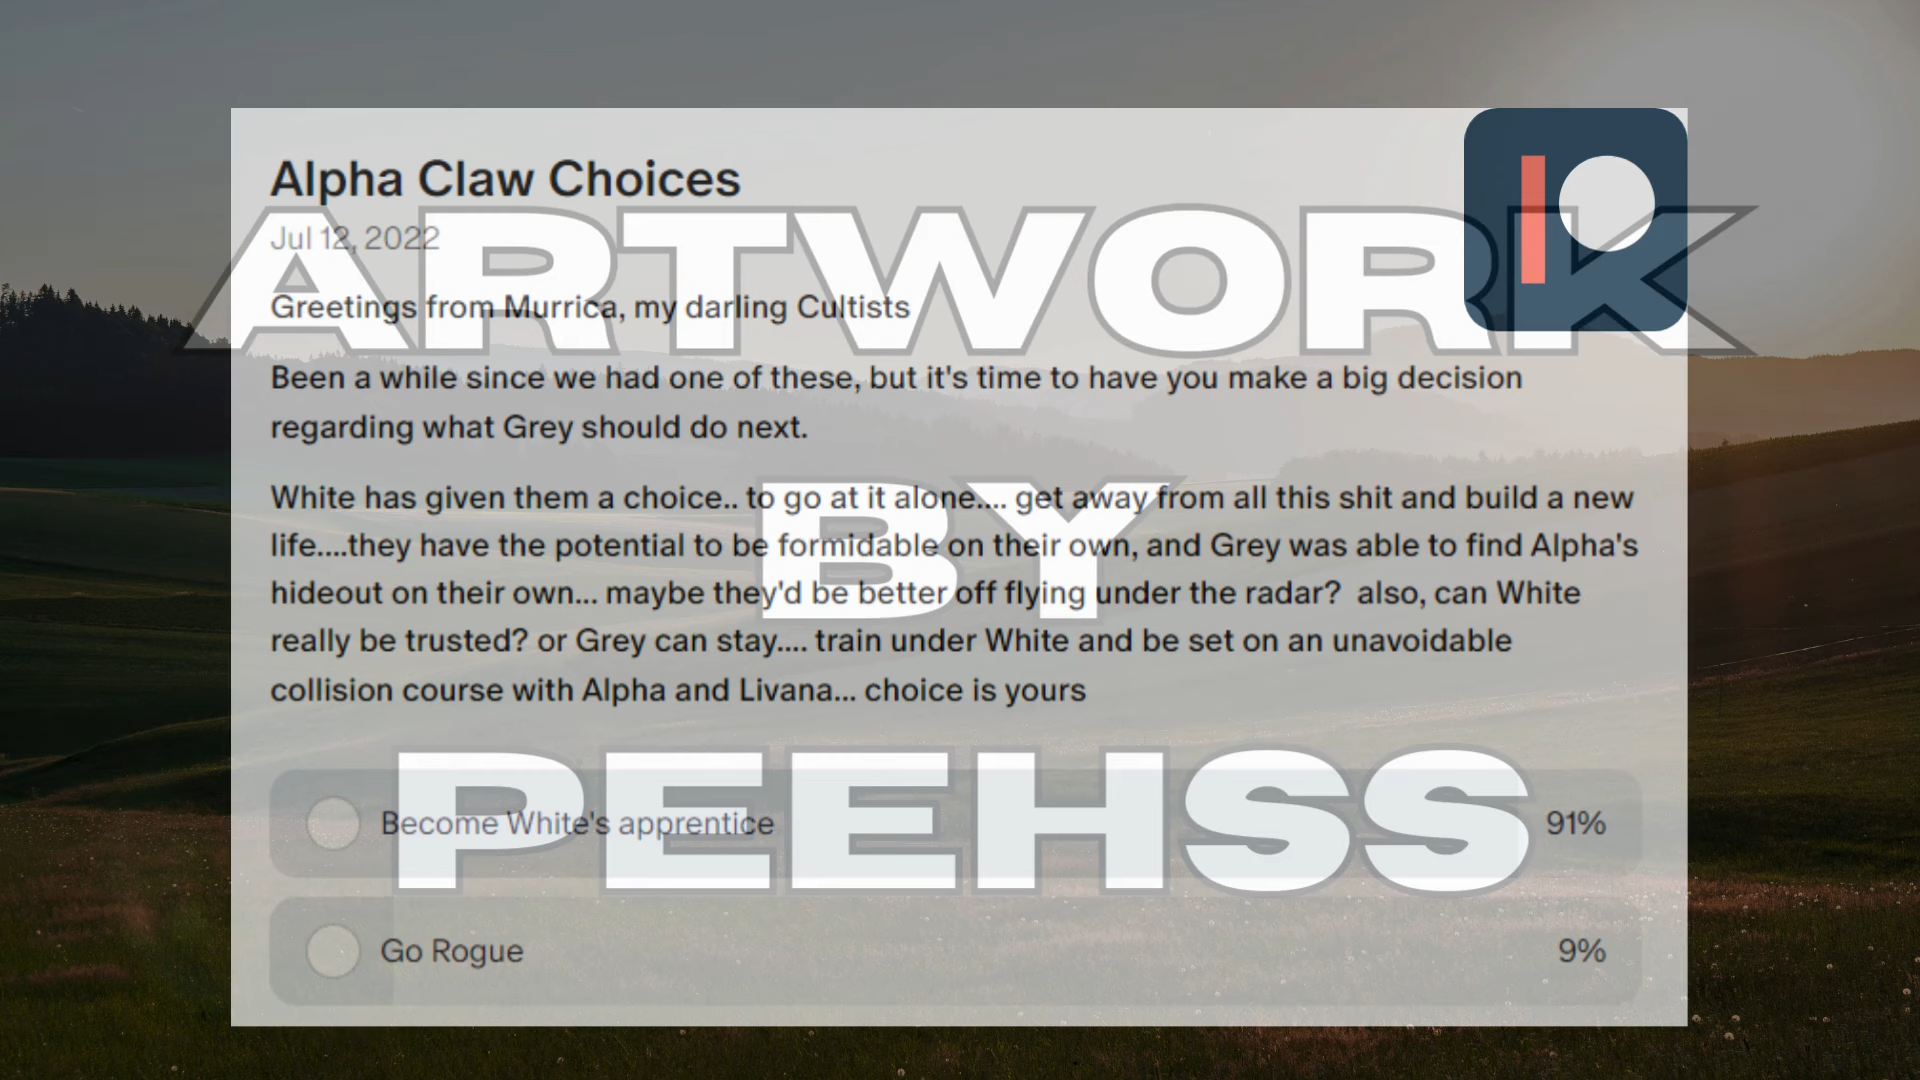 Alpha Claw Choices
Jul 12, 2022
ARTWORK
Greetings from Murrica, my darling Cultists
Been a while since we had one of these, but it's time to have you make a big decision
regarding what Grey should do next.
BY
White has given them a choice.. to go at it alone.... get away from all this shit and build a new
life....they have the potential to be formidable on their own, and Grey was able to find Alpha's
hideout on their own... maybe they'd be better off flying under the radar?  also, can White
really be trusted? or Grey can stay.... train under White and be set on an unavoidable
collision course with Alpha and Livana... choice is yours
PEEHSS
Become White's apprentice 91%
Go Rogue 9%